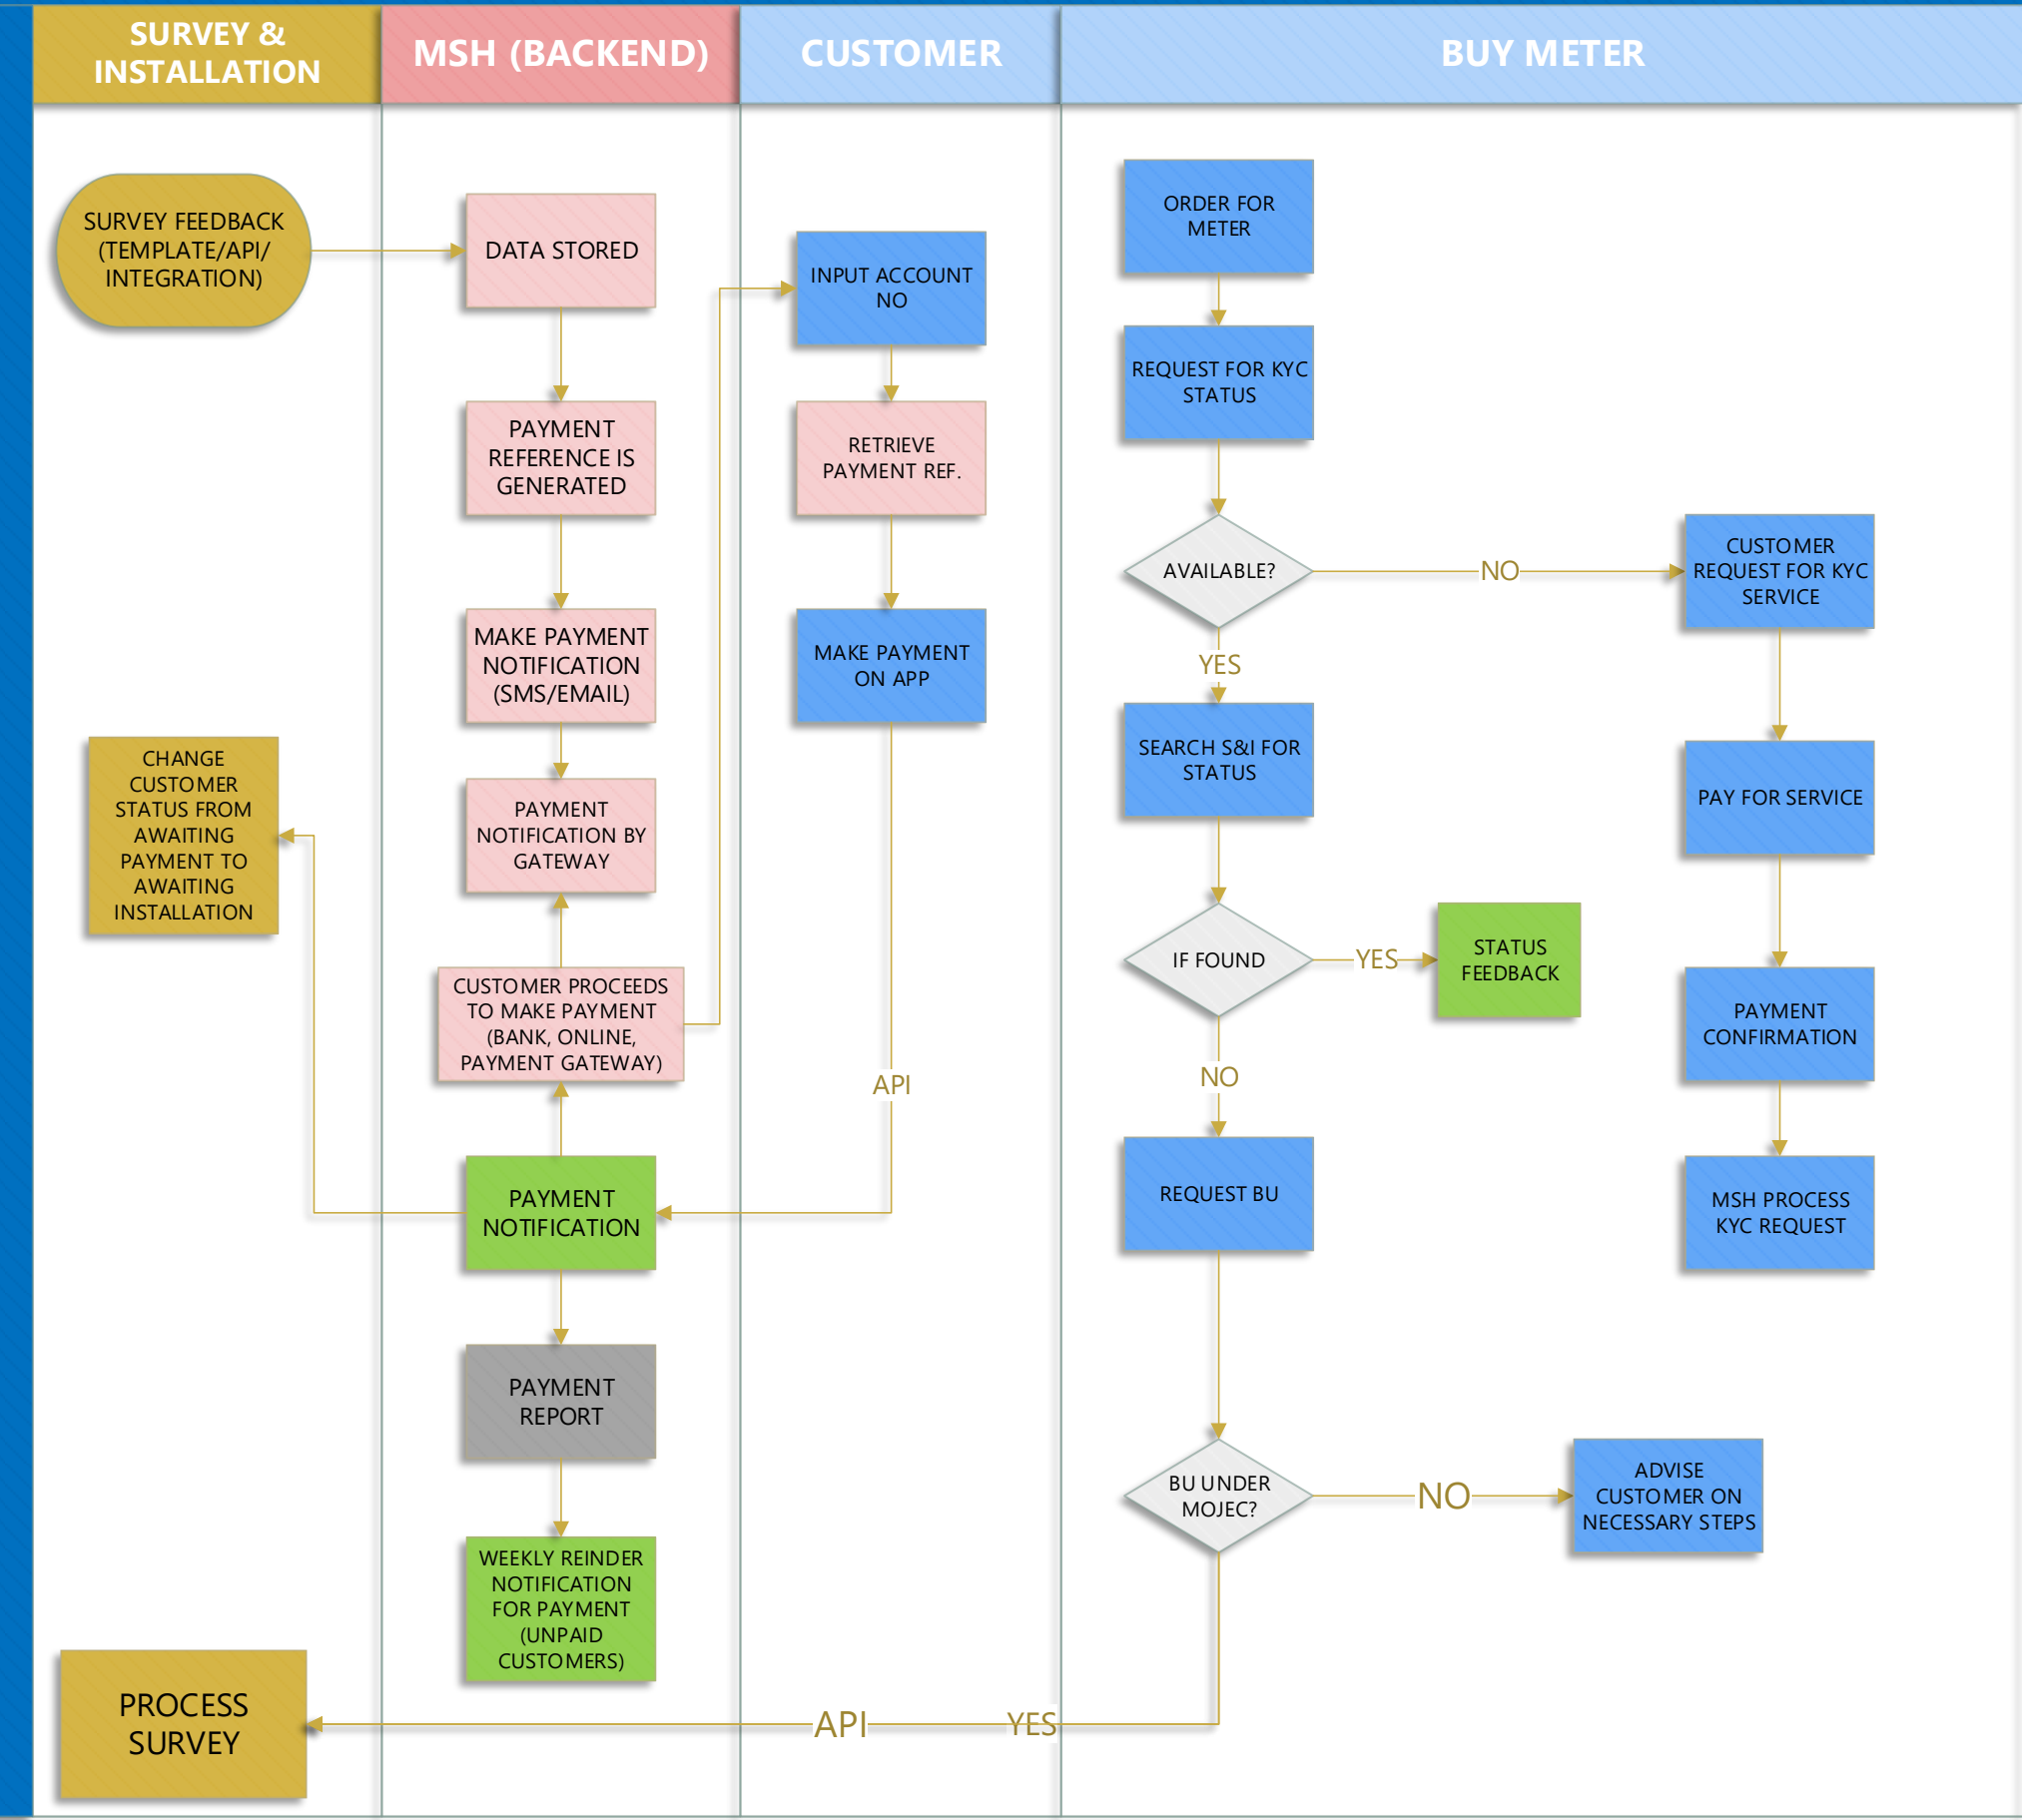 SURVEY &
INSTALLATION
MSH (BACKEND)
CUSTOMER
BUY METER
SURVEY FEEDBACK
(TEMPLATE/API/
INTEGRATION)
CHANGE
CUSTOMER
STATUS FROM
AWAITING
PAYMENT TO
AWAITING
INSTALLATION
PROCESS
SURVEY
DATA STORED
PAYMENT
REFERENCE IS
GENERATED
MAKE PAYMENT
NOTIFICATION
(SMS/EMAIL)
PAYMENT
NOTIFICATION BY
GATEWAY
CUSTOMER PROCEEDS
TO MAKE PAYMENT
(BANK, ONLINE,
PAYMENT GATEWAY)
PAYMENT
NOTIFICATION
PAYMENT
REPORT
WEEKLY REINDER
NOTIFICATION
FOR PAYMENT
(UNPAID
CUSTOMERS)
INPUT ACCOUNT
NO
RETRIEVE
PAYMENT REF.
MAKE PAYMENT
ON APP
API
ORDER FOR
METER
REQUEST FOR KYC
STATUS
AVAILABLE?
NO
YES
SEARCH S&I FOR
STATUS
IF FOUND
YES
STATUS
FEEDBACK
NO
REQUEST BU
BU UNDER
MOJEC?
NO
ADVISE
CUSTOMER ON
NECESSARY STEPS
YES
API
CUSTOMER
REQUEST FOR KYC
SERVICE
PAY FOR SERVICE
PAYMENT
CONFIRMATION
MSH PROCESS
KYC REQUEST